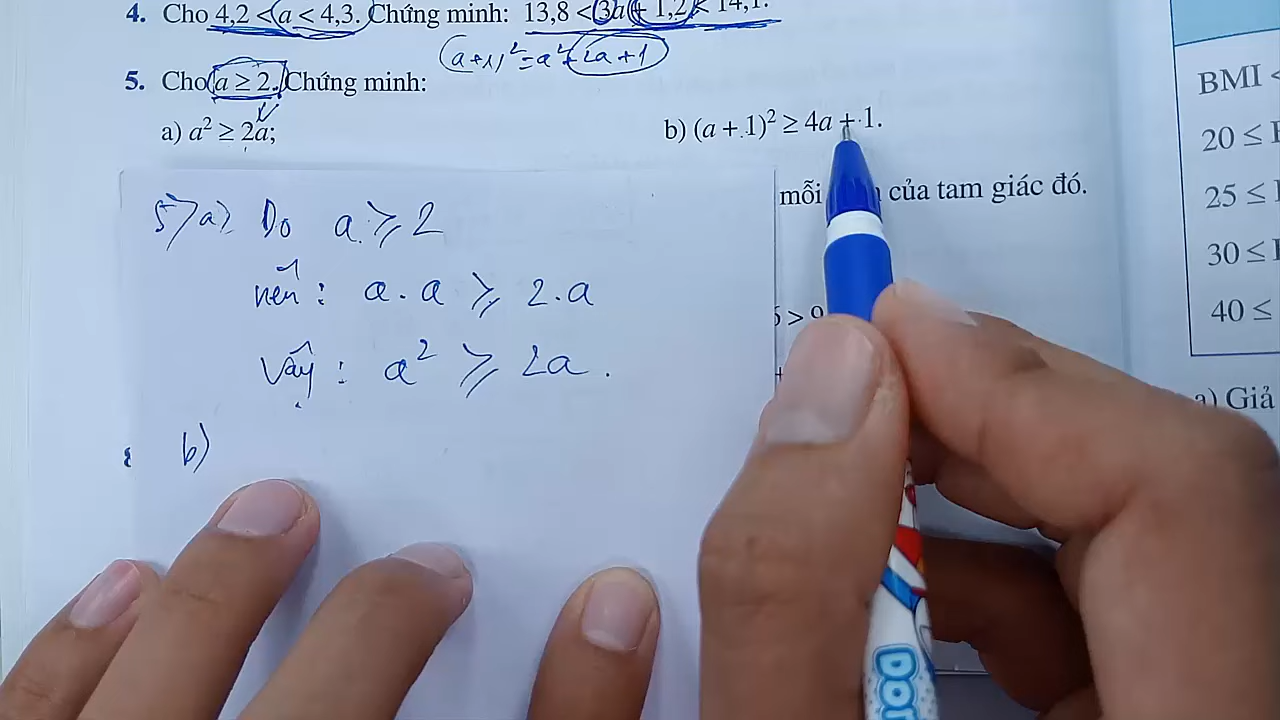 4. Cho 4,2 < a < 4,3. Chứng minh: 13,8 < 3a + 1,2 < 14,1.
(a+1)² = a² + 2a + 1
5. Cho a ≥ 2. Chứng minh:
a) a² ≥ 2a;
b) (a + 1)² ≥ 4a + 1.
mỗi của tam giác đó.
5> a> Do a ≥ 2
nên : a . a ≥ 2 . a
Vậy : a² ≥ 2a .
b)
> 9
BMI <
20 ≤
25 ≤
30 ≤
40 ≤
a) Giả
DO